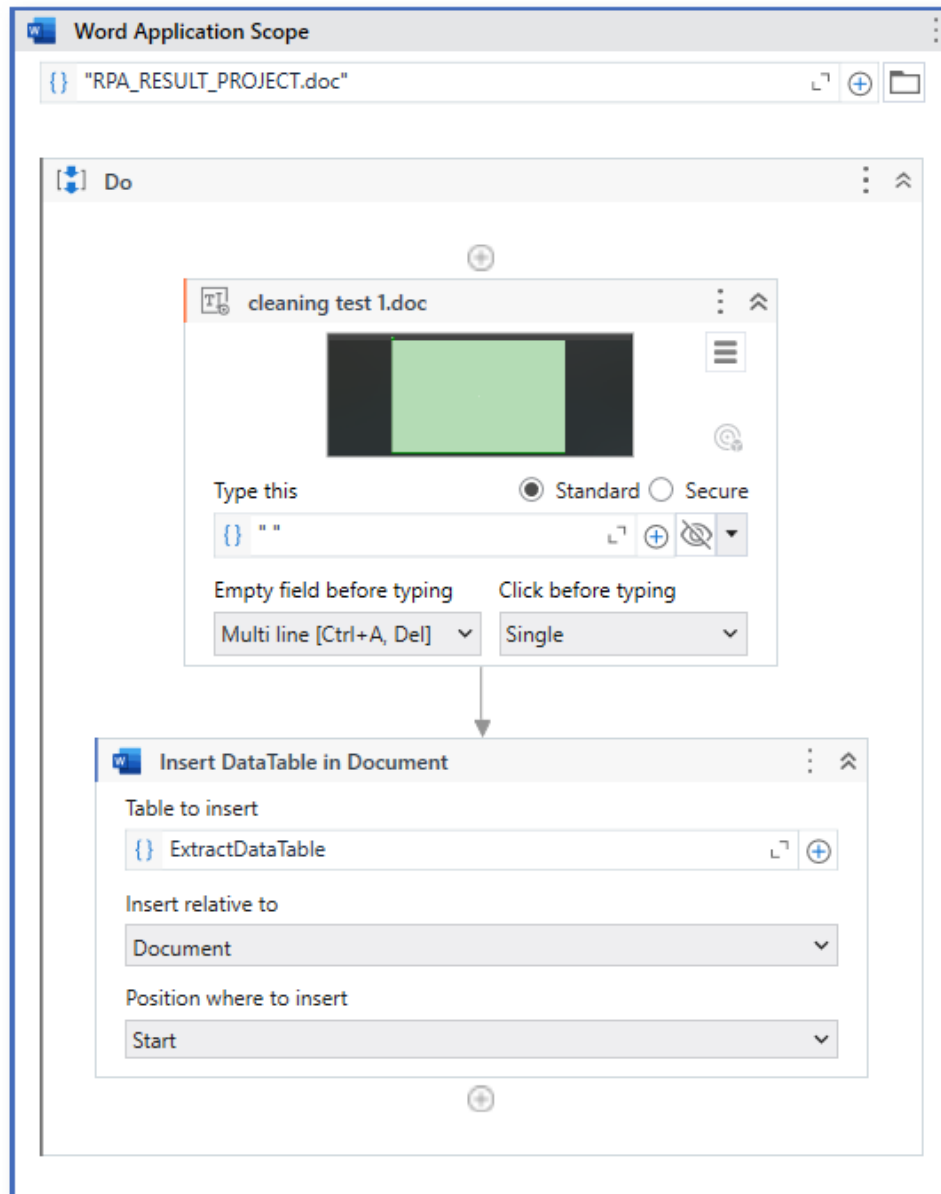 Word Application Scope
"RPA_RESULT_PROJECT.doc"
Do
cleaning test 1.doc
Type this
Standard
Secure
" "
Empty field before typing
Click before typing
Multi line [Ctrl+A, Del]
Single
Insert DataTable in Document
Table to insert
ExtractDataTable
Insert relative to
Document
Position where to insert
Start